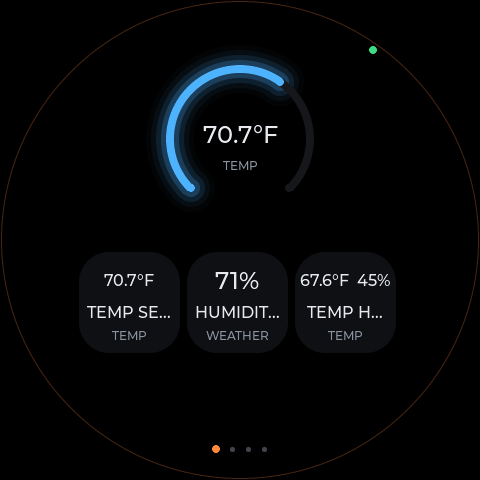 70.7°F
TEMP
70.7°F
TEMP SE...
TEMP
71%
HUMIDIT...
WEATHER
67.6°F 45%
TEMP H...
TEMP